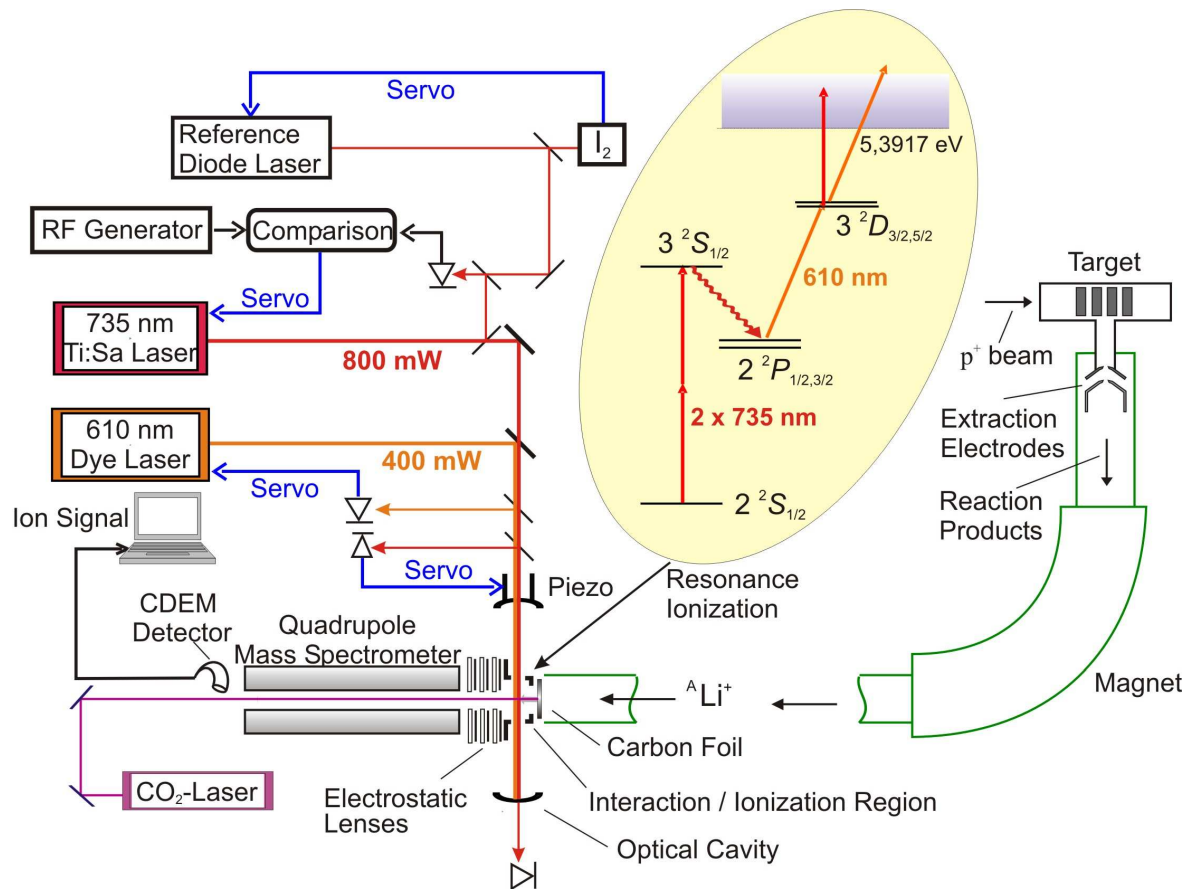 Servo
Reference
Diode Laser
I2
RF Generator
Comparison
Servo
735 nm
Ti:Sa Laser
800 mW
610 nm
Dye Laser
400 mW
Servo
Ion Signal
Servo
Piezo
CDEM
Detector
Quadrupole
Mass Spectrometer
CO2-Laser
Electrostatic
Lenses
5,3917 eV
3 2D3/2,5/2
3 2S1/2
610 nm
2 2P1/2,3/2
2 x 735 nm
2 2S1/2
Resonance
Ionization
ALi+
Carbon Foil
Interaction / Ionization Region
Optical Cavity
Target
p+ beam
Extraction
Electrodes
Reaction
Products
Magnet